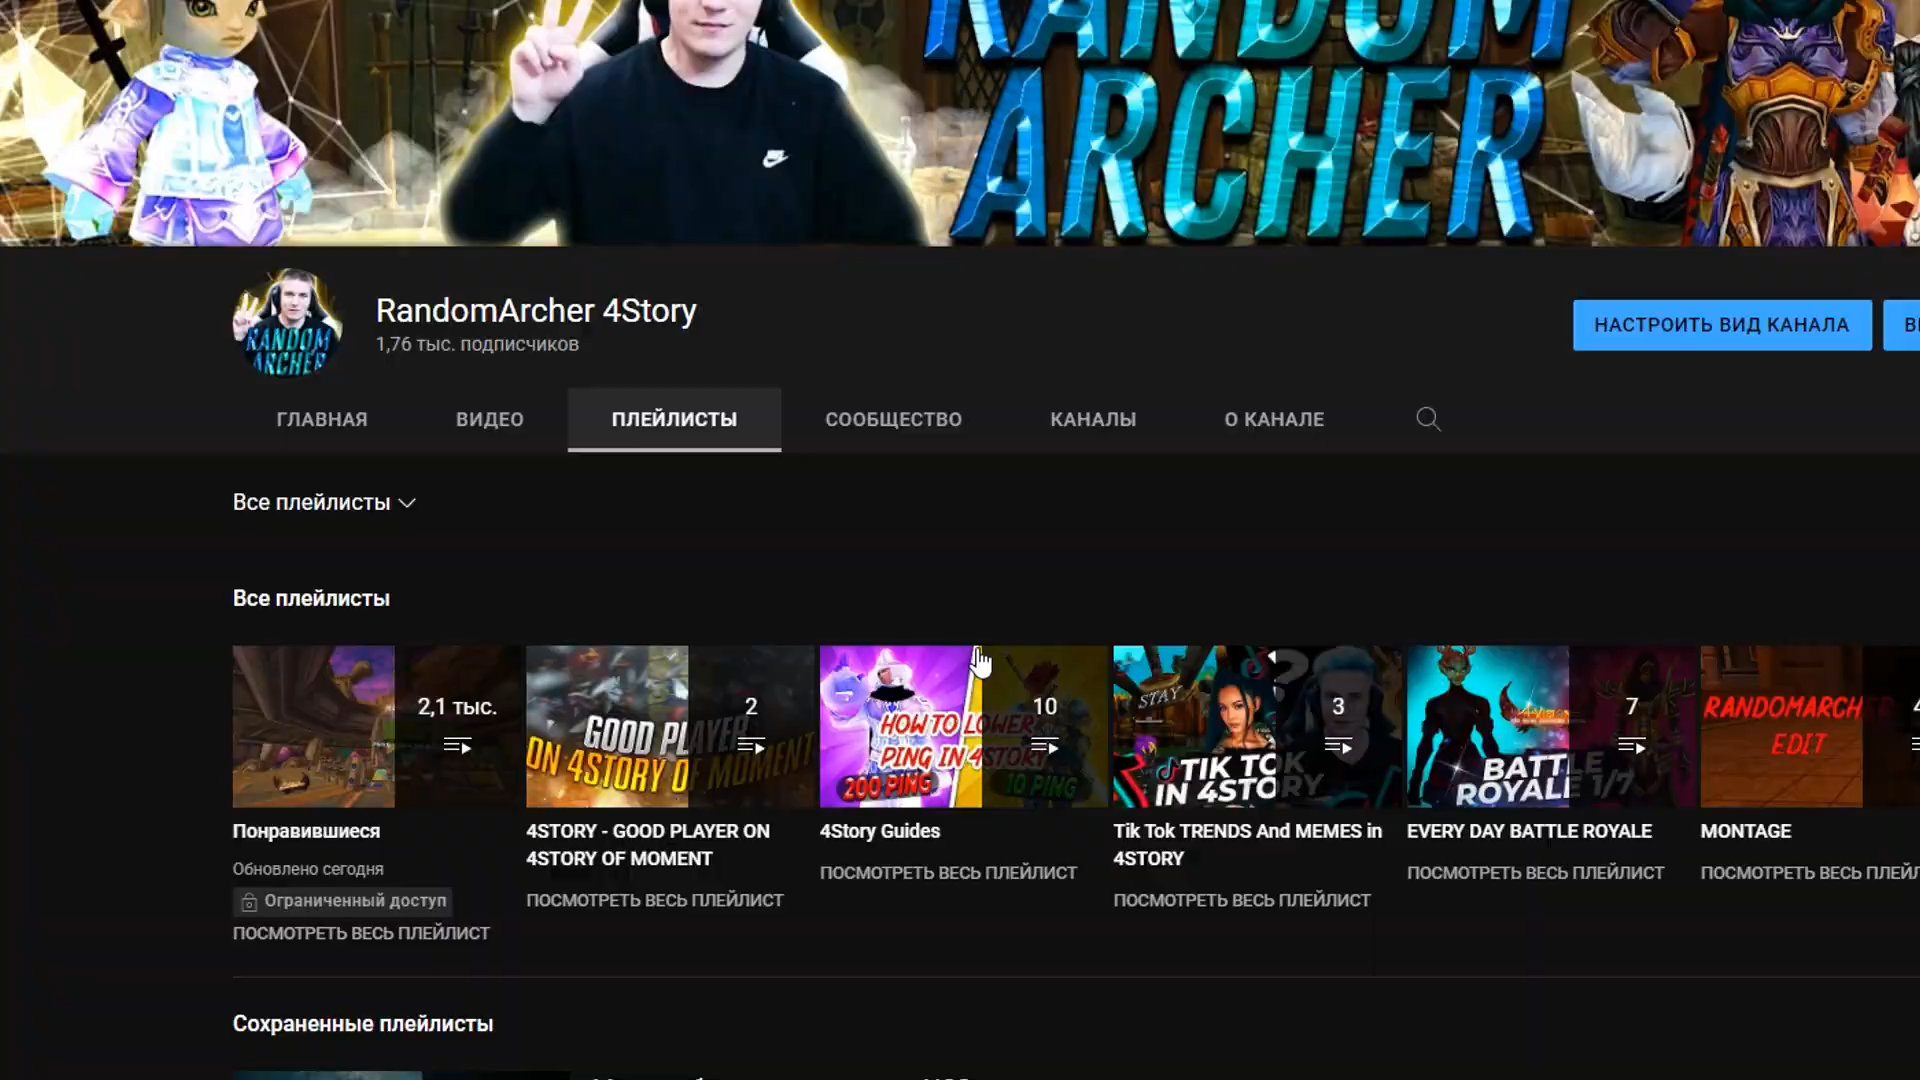 RANDOM
ARCHER
RANDOM
ARCHER
RandomArcher 4Story
1,76 тыс. подписчиков
НАСТРОИТЬ ВИД КАНАЛА
ГЛАВНАЯ
ВИДЕО
ПЛЕЙЛИСТЫ
СООБЩЕСТВО
КАНАЛЫ
О КАНАЛЕ
Все плейлисты
Все плейлисты
2,1 тыс.
GOOD PLAYER
ON 4STORY OF MOMENT
2
HOW TO LOWER
PING IN 4STORY
200 PING
10 PING
10
STAY
TIK TOK
IN 4STORY
3
BATTLE
ROYALE 1/7
7
RANDOMARCHER
EDIT
Понравившиеся
Обновлено сегодня
Ограниченный доступ
ПОСМОТРЕТЬ ВЕСЬ ПЛЕЙЛИСТ
4STORY - GOOD PLAYER ON
4STORY OF MOMENT
ПОСМОТРЕТЬ ВЕСЬ ПЛЕЙЛИСТ
4Story Guides
ПОСМОТРЕТЬ ВЕСЬ ПЛЕЙЛИСТ
Tik Tok TRENDS And MEMES in
4STORY
ПОСМОТРЕТЬ ВЕСЬ ПЛЕЙЛИСТ
EVERY DAY BATTLE ROYALE
ПОСМОТРЕТЬ ВЕСЬ ПЛЕЙЛИСТ
MONTAGE
ПОСМОТРЕТЬ ВЕСЬ
Сохраненные плейлисты